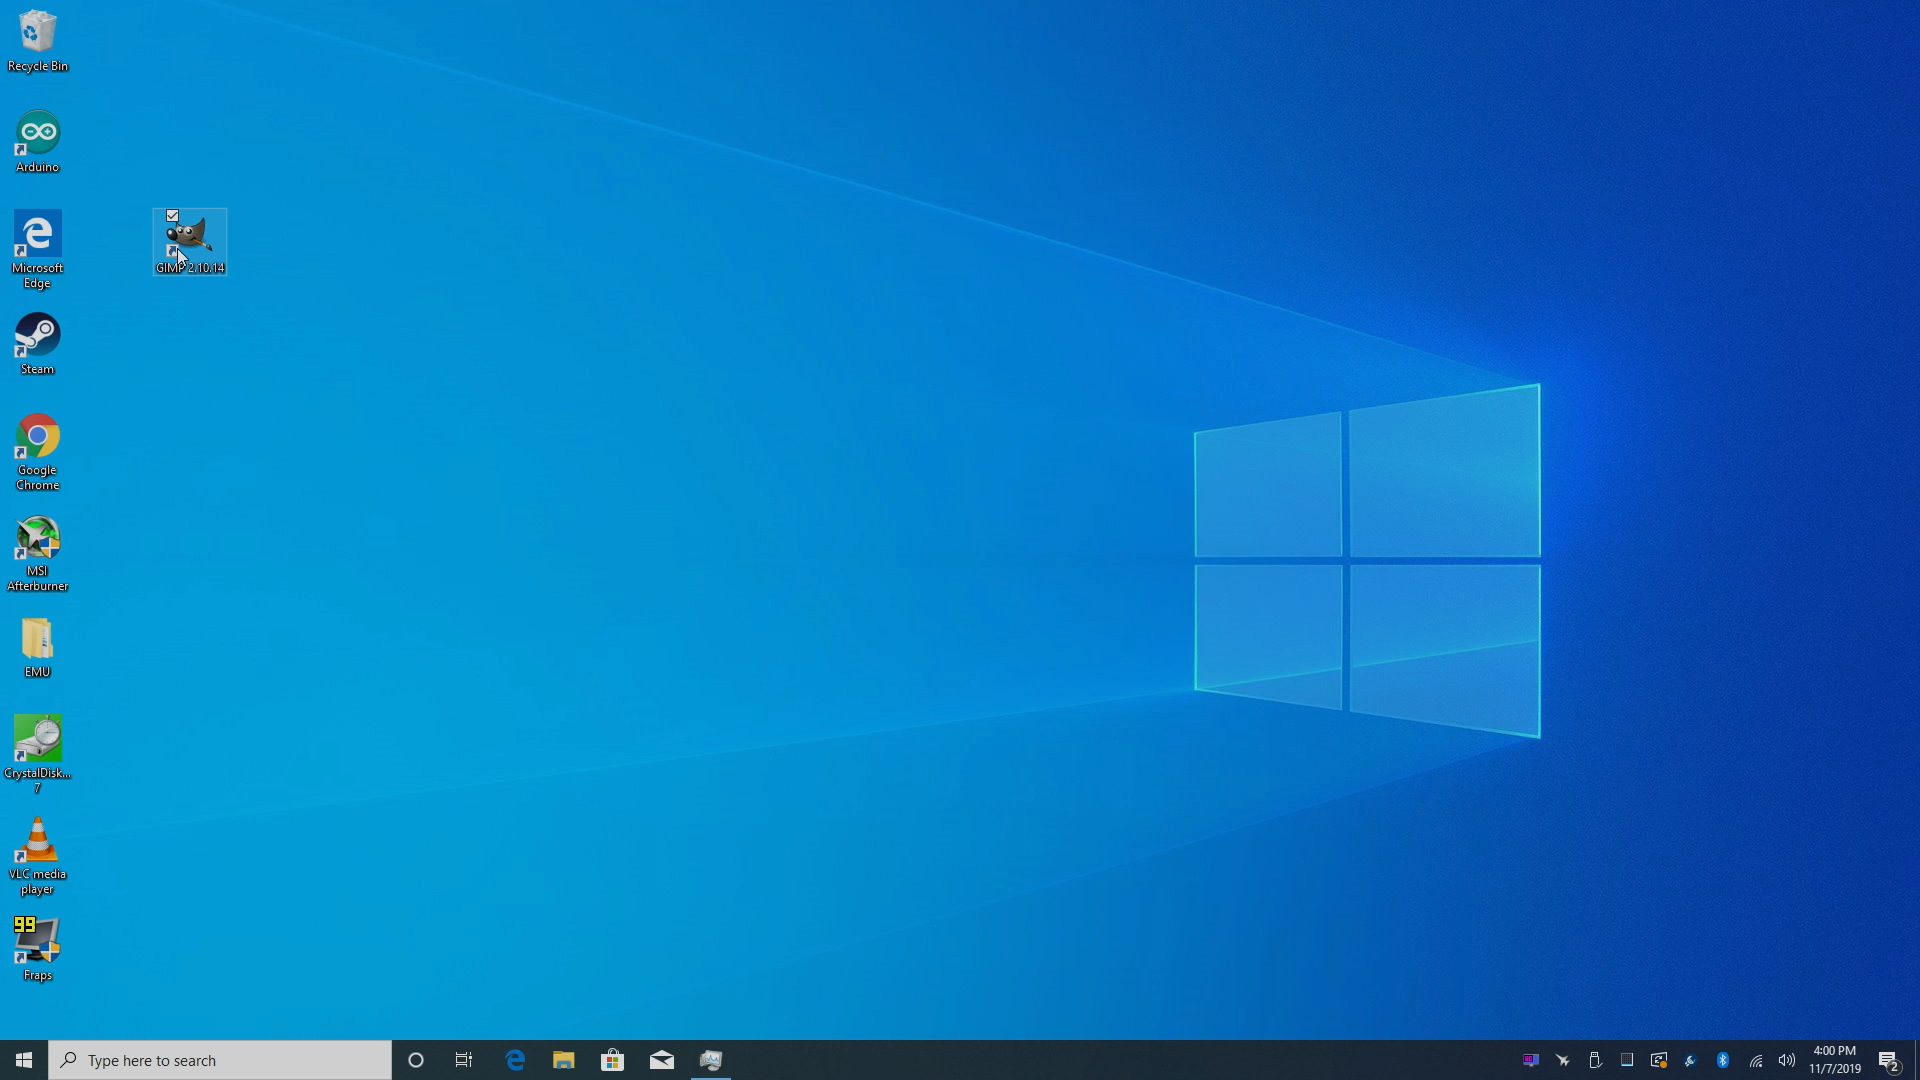 Recycle Bin
Arduino
Microsoft
Edge
GIMP 2.10.14
Steam
Google
Chrome
MSI
Afterburner
EMU
CrystalDisk...
7
VLC media
player
99
Fraps
Type here to search
4:00 PM
11/7/2019
2